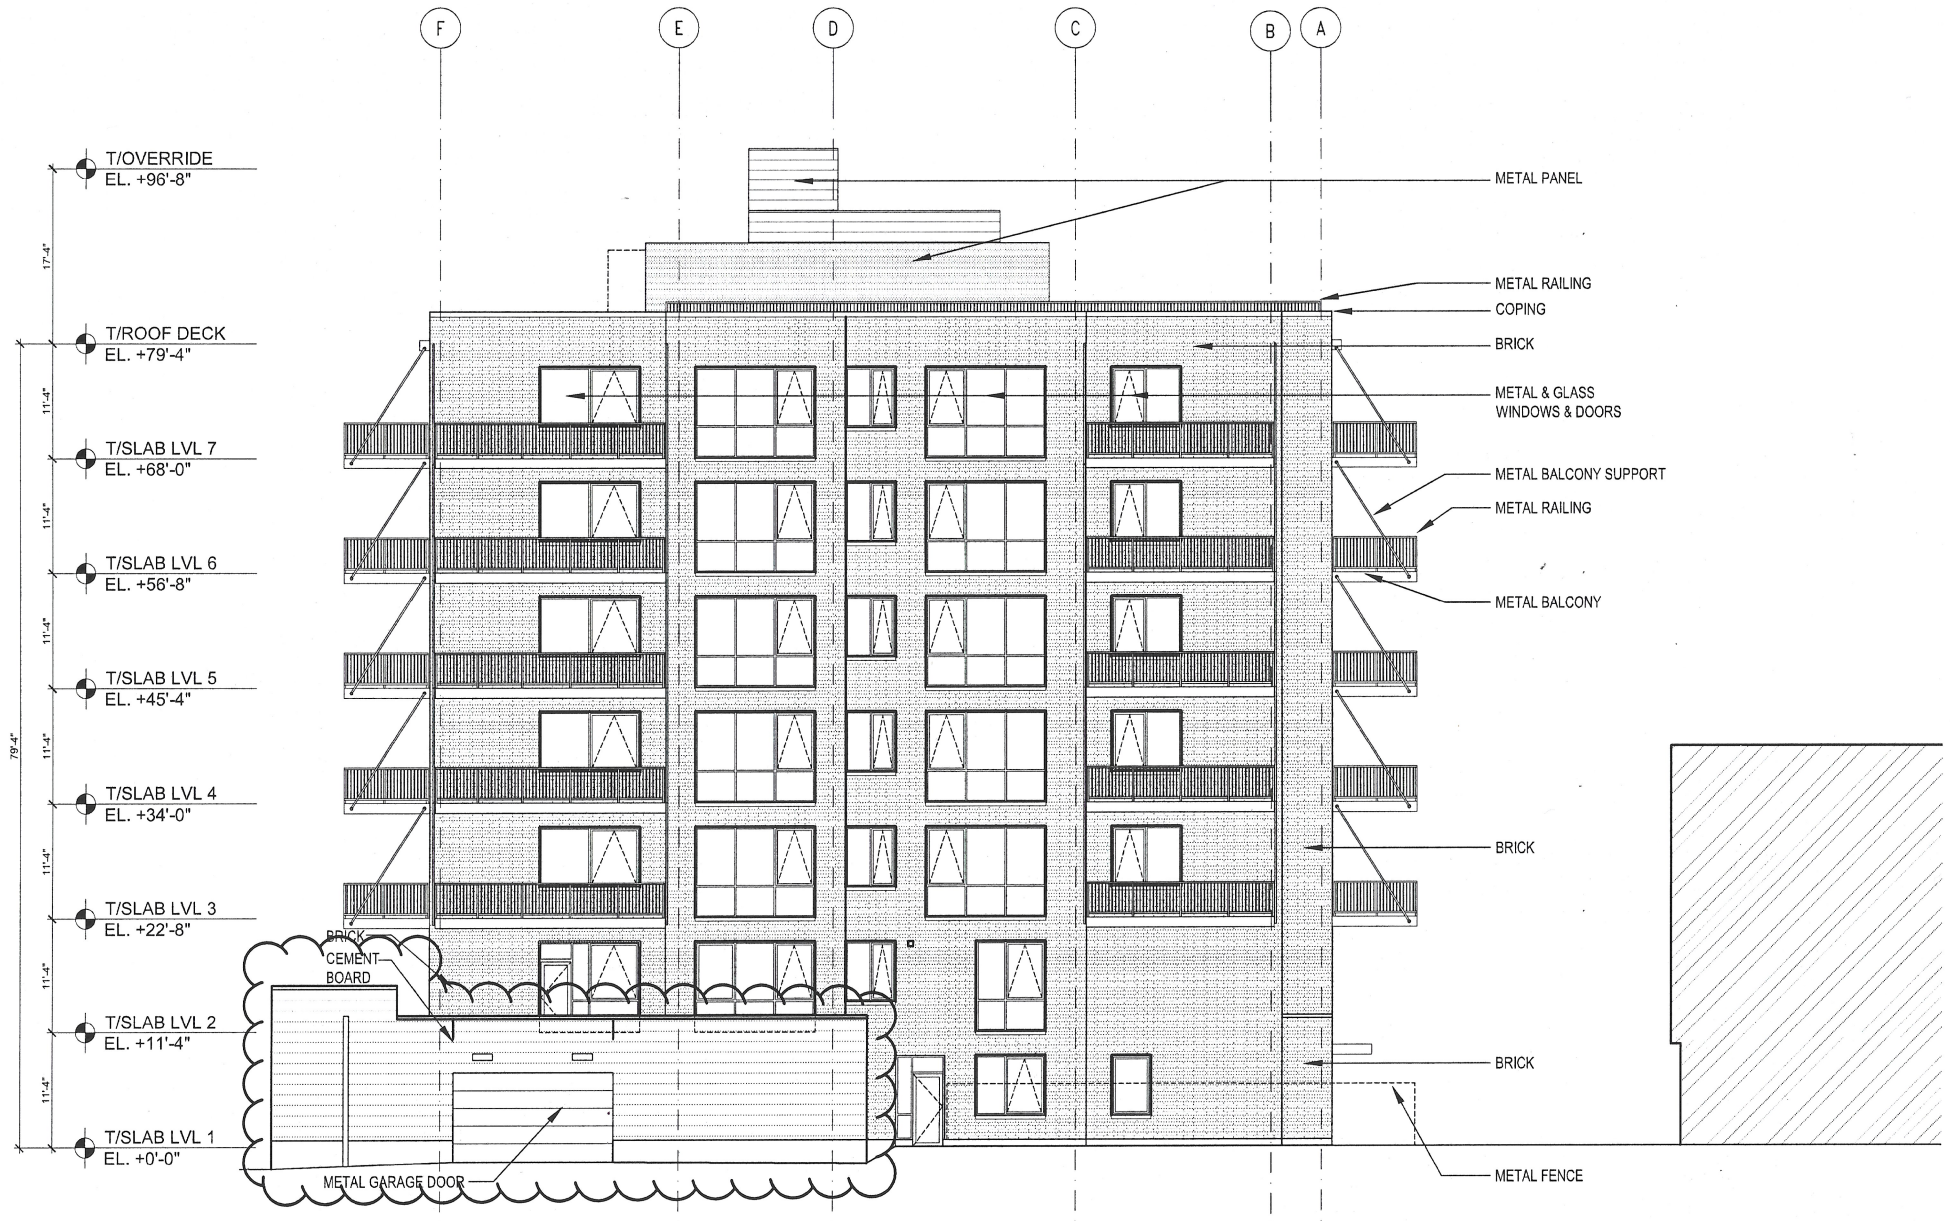 F
E
D
C
B
A
T/OVERRIDE
EL. +96'-8"
METAL PANEL
17'-4"
METAL RAILING
COPING
T/ROOF DECK
EL. +79'-4"
BRICK
11'-4"
METAL & GLASS
WINDOWS & DOORS
T/SLAB LVL 7
EL. +68'-0"
METAL BALCONY SUPPORT
METAL RAILING
11'-4"
T/SLAB LVL 6
EL. +56'-8"
METAL BALCONY
11'-4"
T/SLAB LVL 5
EL. +45'-4"
79'-4"
11'-4"
T/SLAB LVL 4
EL. +34'-0"
BRICK
11'-4"
T/SLAB LVL 3
EL. +22'-8"
BRICK
CEMENT
BOARD
11'-4"
T/SLAB LVL 2
EL. +11'-4"
BRICK
11'-4"
T/SLAB LVL 1
EL. +0'-0"
METAL GARAGE DOOR
METAL FENCE